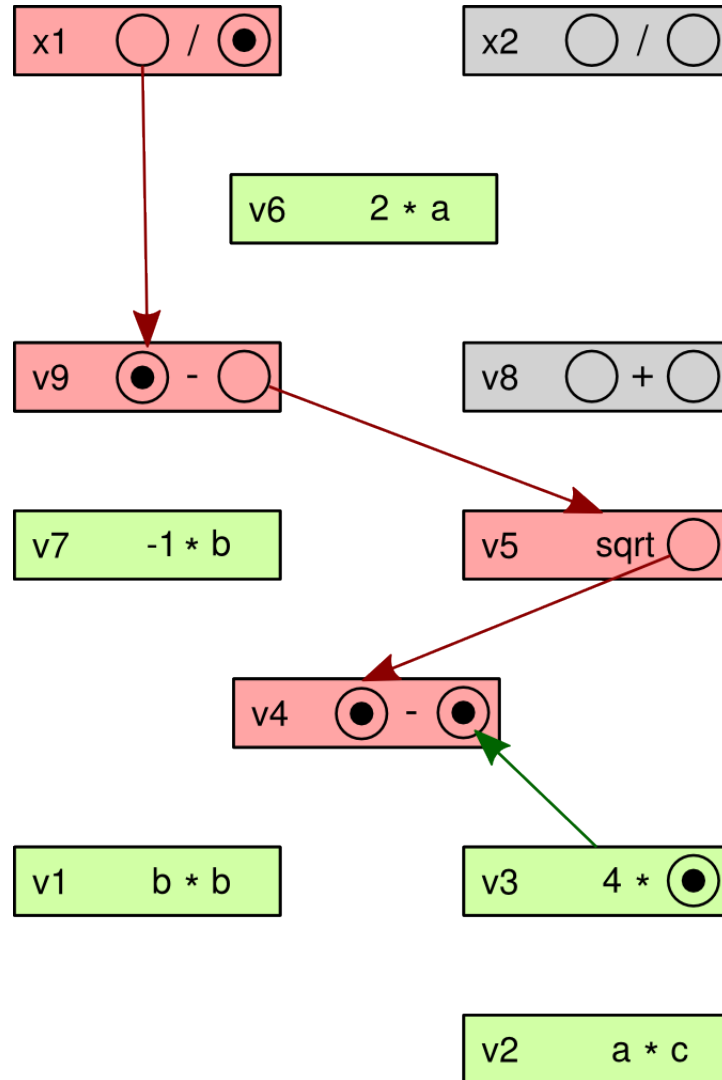 x1 /
x2 /
v6 2 * a
v9 -
v8 +
v7 -1 * b
v5 sqrt
v4 -
v1 b * b
v3 4 *
v2 a * c